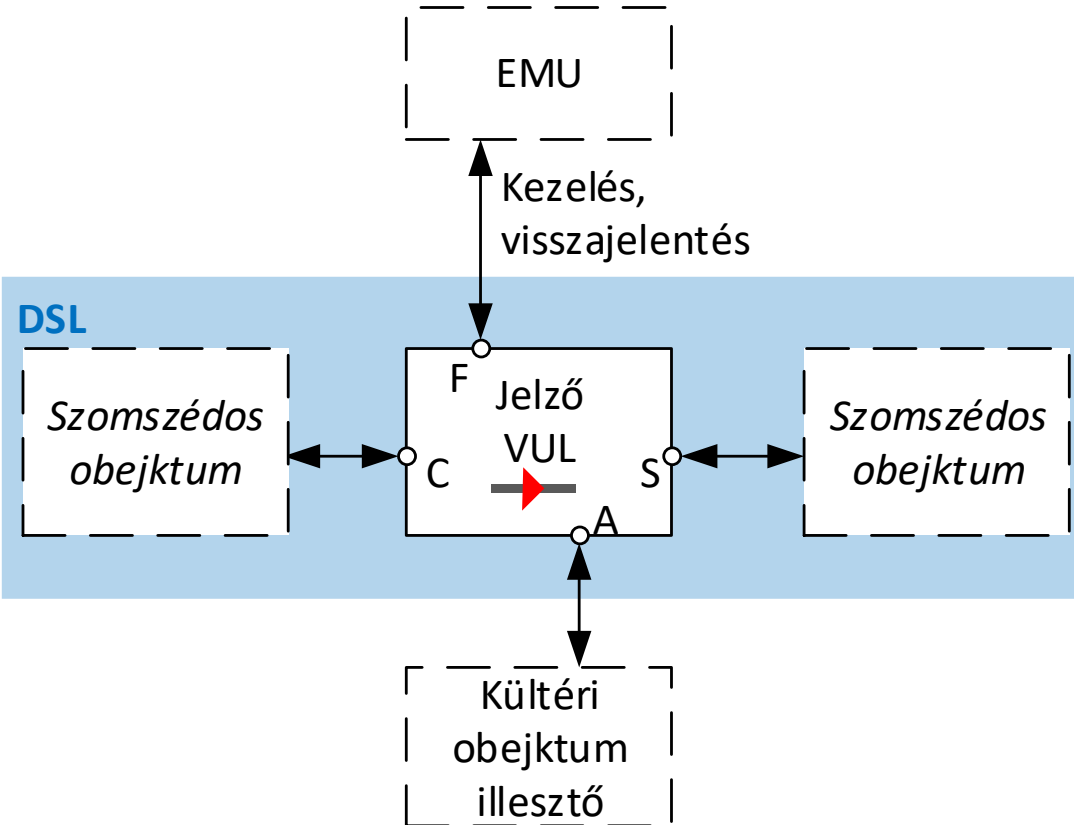 EMU
Kezelés,
visszajelentés
DSL
Szomszédos
obejktum
F
Jelző
VUL
C
S
A
Szomszédos
obejktum
Kültéri
obejktum
illesztő